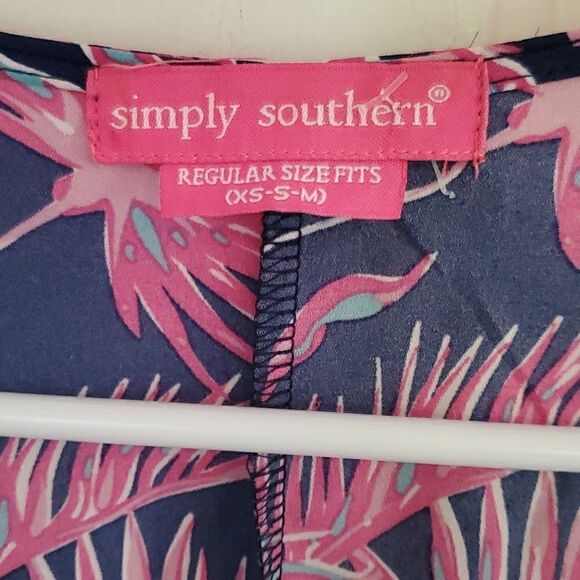 simply southern®
REGULAR SIZE FITS
(XS-S-M)